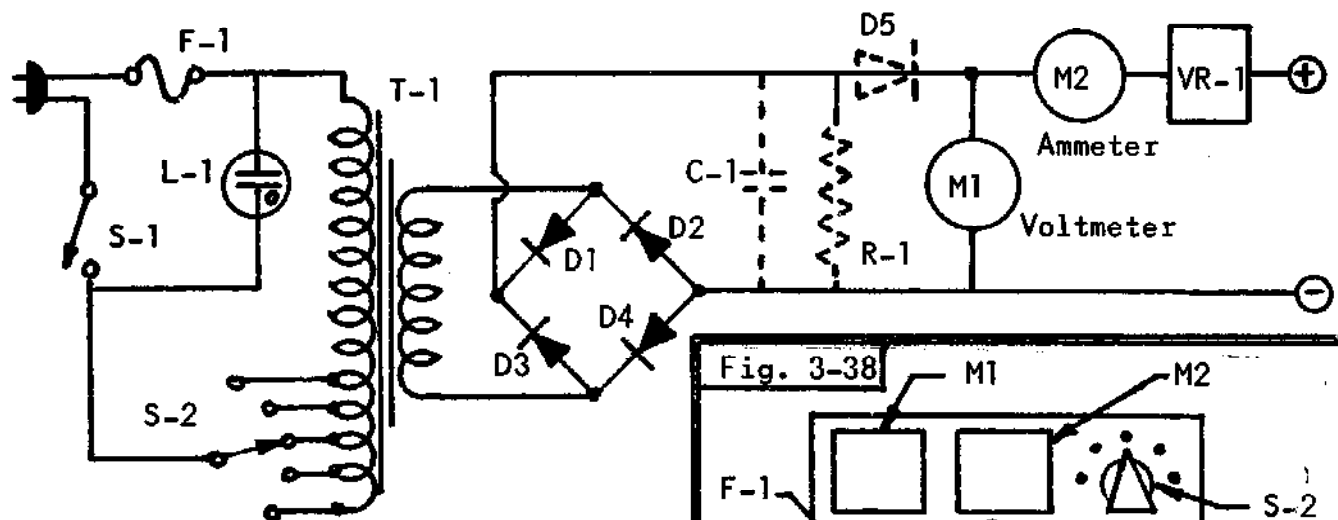 F-1
D5
T-1
M2
VR-1
+
L-1
C-1
Ammeter
M1
S-1
D1
D2
R-1
Voltmeter
D3
D4
-
Fig. 3-38
M1
M2
S-2
F-1
S-2